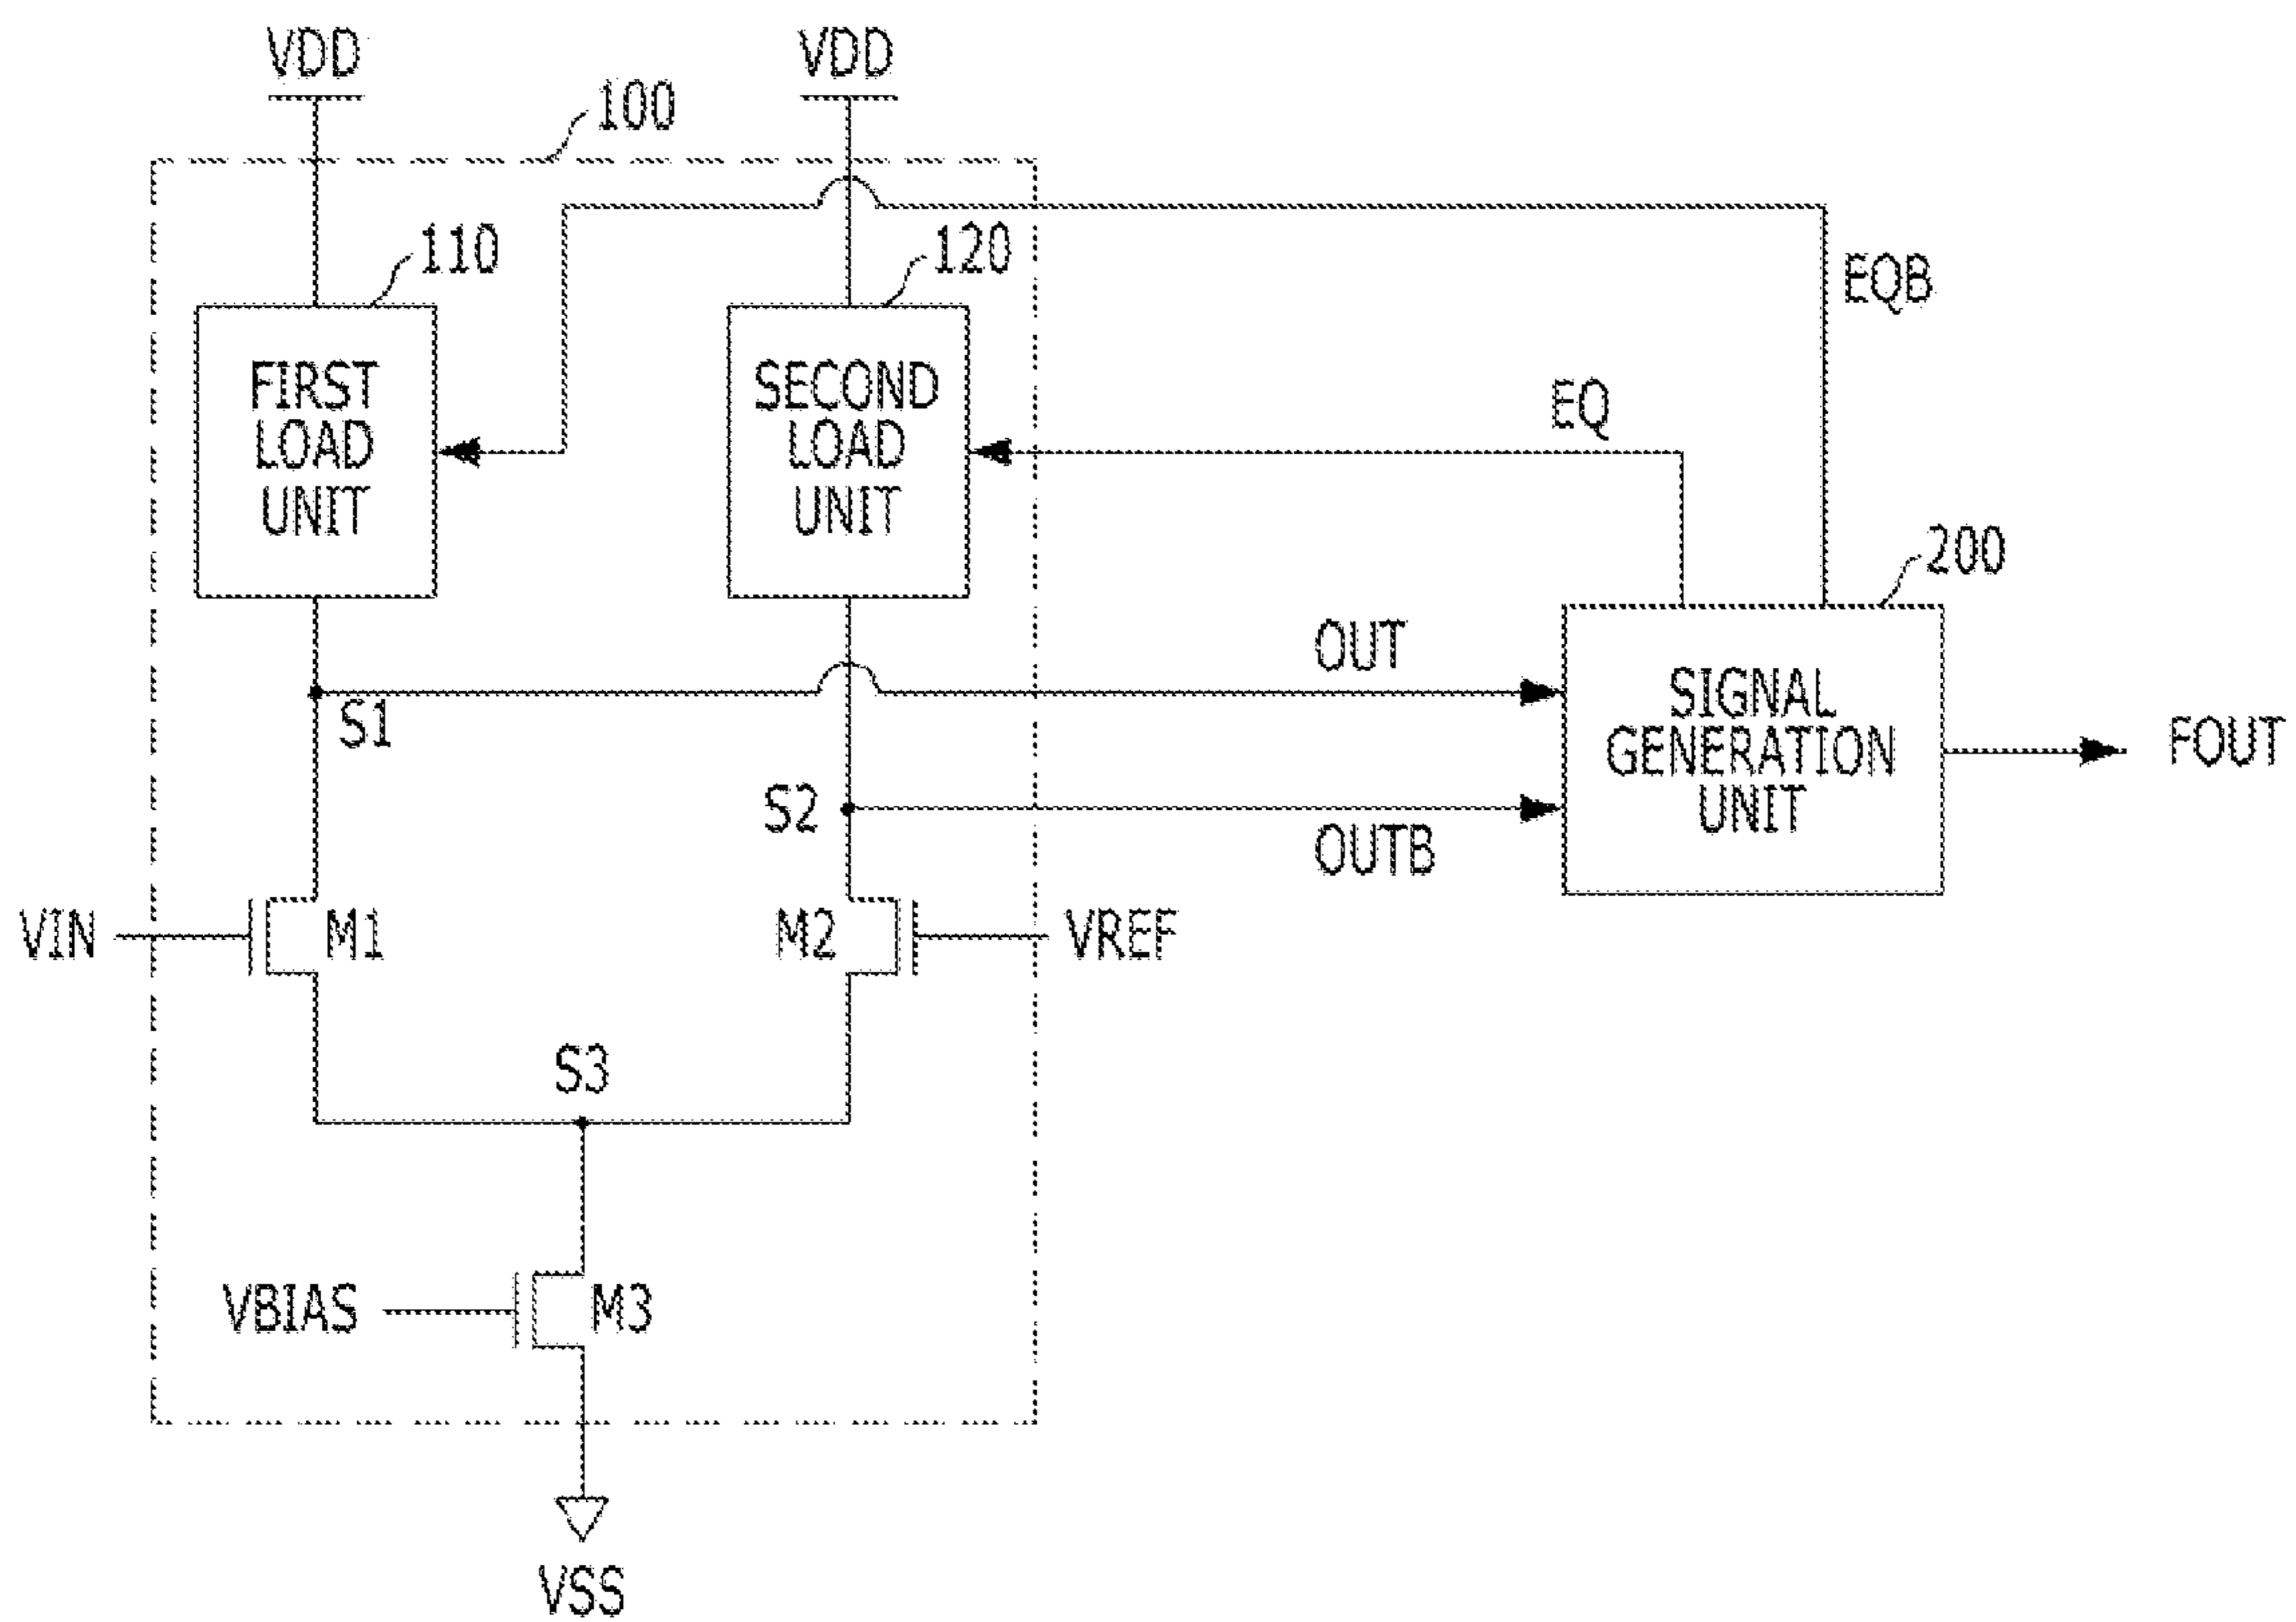 VDD
VDD
100
110
120
EQB
FIRST
LOAD
UNIT
SECOND
LOAD
UNIT
EQ
200
OUT
S1
SIGNAL
GENERATION
UNIT
FOUT
S2
OUTB
VIN
M1
M2
VREF
S3
VBIAS
M3
VSS